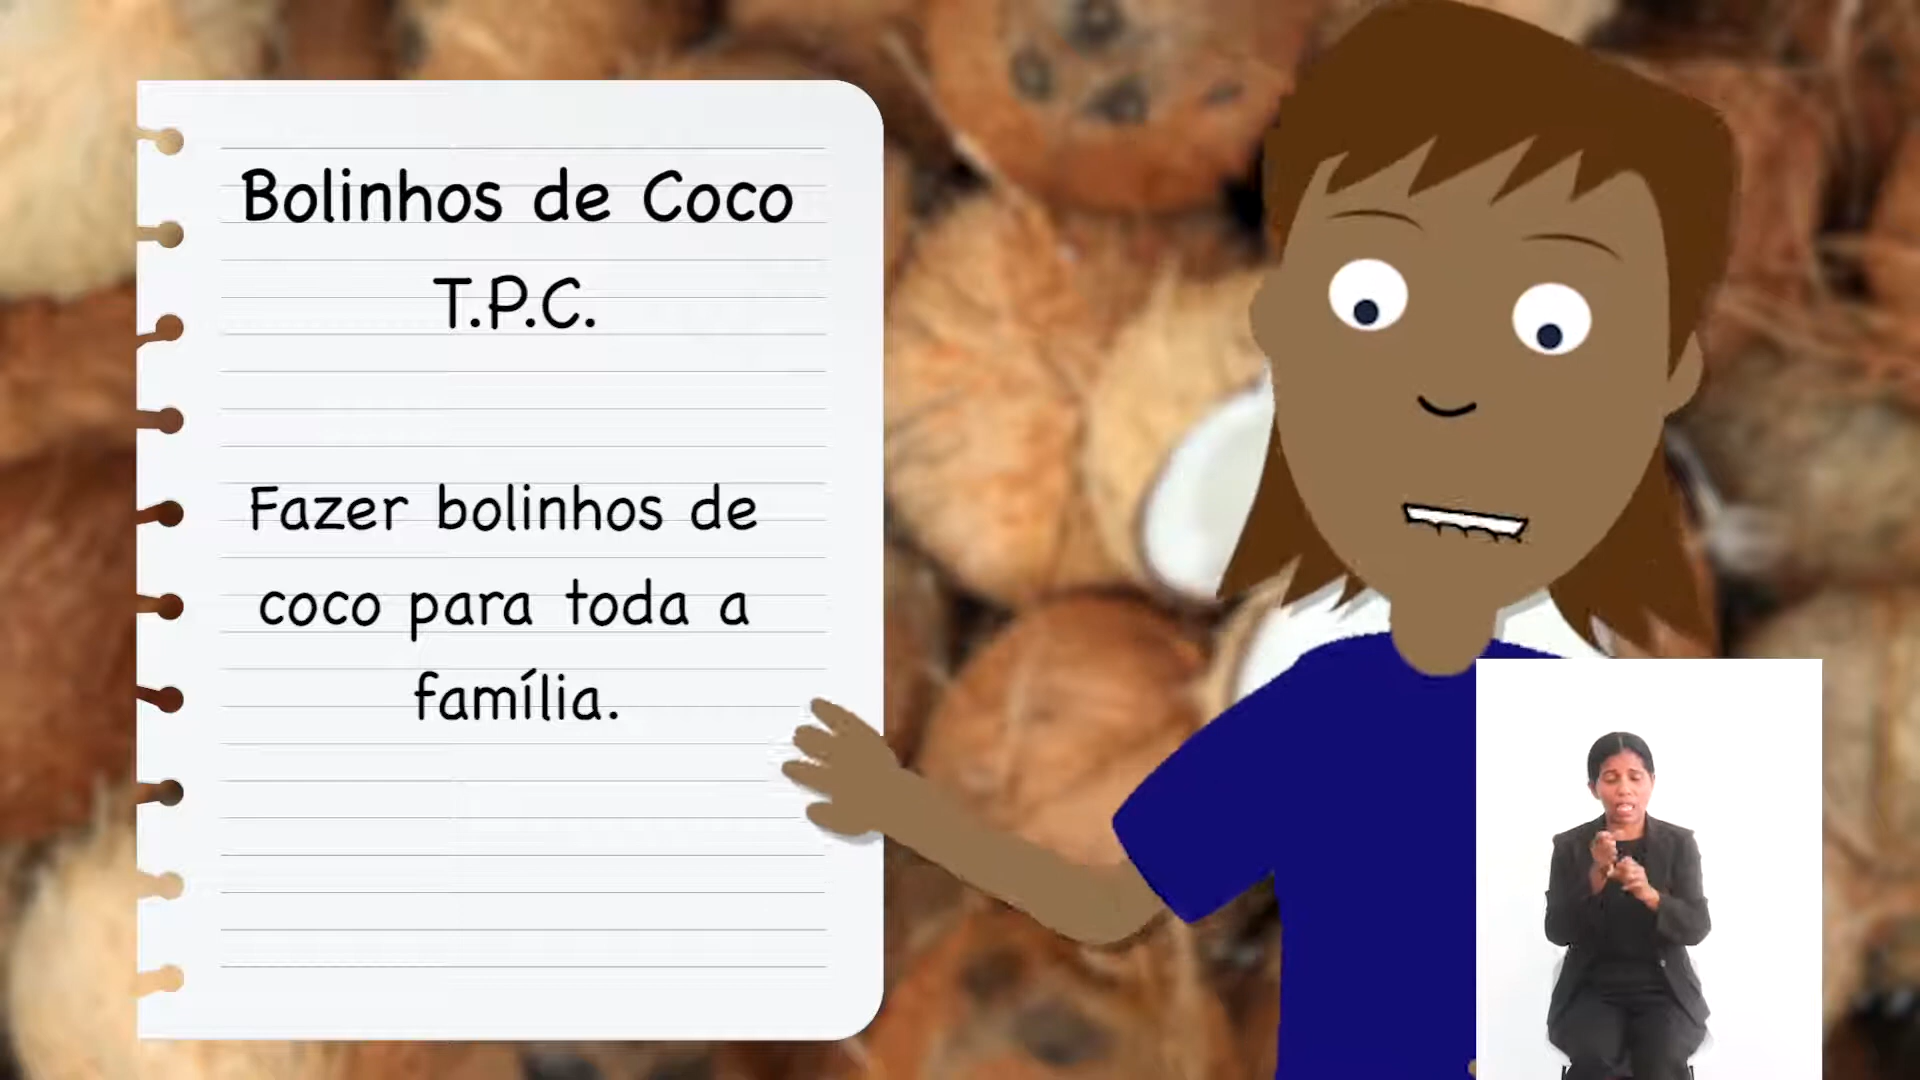 Bolinhos de Coco
T.P.C.
Fazer bolinhos de
coco para toda a
família.